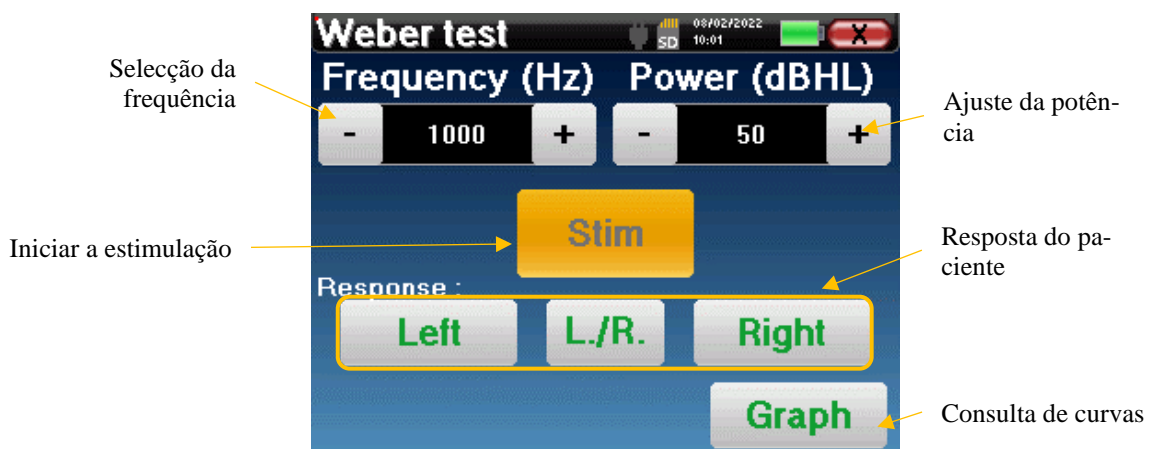 Weber test
SD
08/02/2022
10:01
X
Selecção da
frequência
Frequency (Hz)
Power (dBHL)
- 1000 +
- 50 +
Ajuste da potên-
cia
Iniciar a estimulação
Stim
Resposta do pa-
ciente
Response :
Left
L./R.
Right
Graph
Consulta de curvas